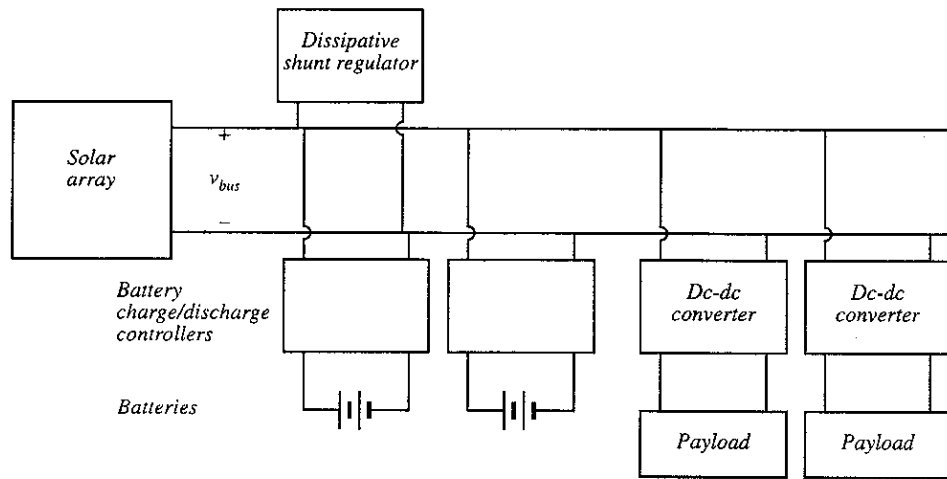 Dissipative
shunt regulator
Solar
array
+
v_bus
−
Battery
charge/discharge
controllers
Dc-dc
converter
Dc-dc
converter
Batteries
Payload
Payload